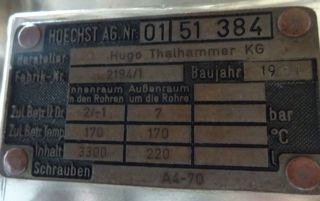 HOECHST AG. Nr. 01 51 384
Hersteller Hugo Thalhammer KG
Fabrik-Nr. 2194/1 Baujahr 19
Innenraum Außenraum
in den Rohren um die Rohre
Zul. Betr. Ü. Dr. -2/-1 7 bar
Zul. Betr. Temp 170 170 °C
Inhalt 3300 220 l
Schrauben A4-70